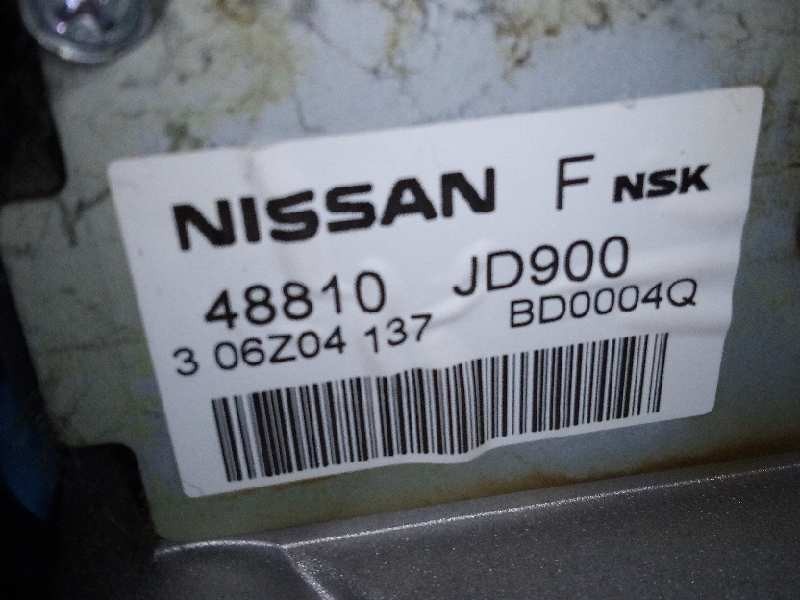 NISSAN F NSK
48810 JD900
3 06Z04 137 BD0004Q